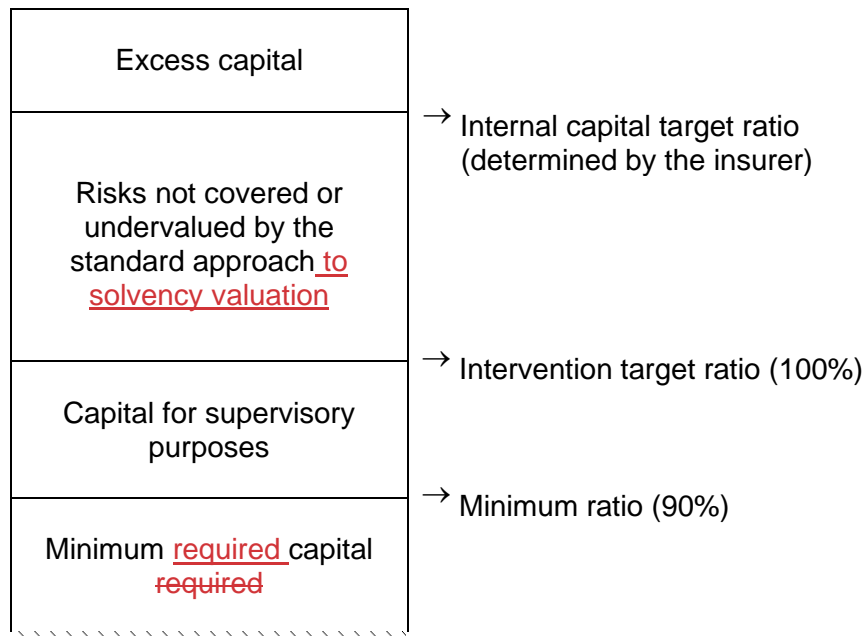 Excess capital
→ Internal capital target ratio
(determined by the insurer)
Risks not covered or
undervalued by the
standard approach to
solvency valuation
→ Intervention target ratio (100%)
Capital for supervisory
purposes
→ Minimum ratio (90%)
Minimum required capital
required